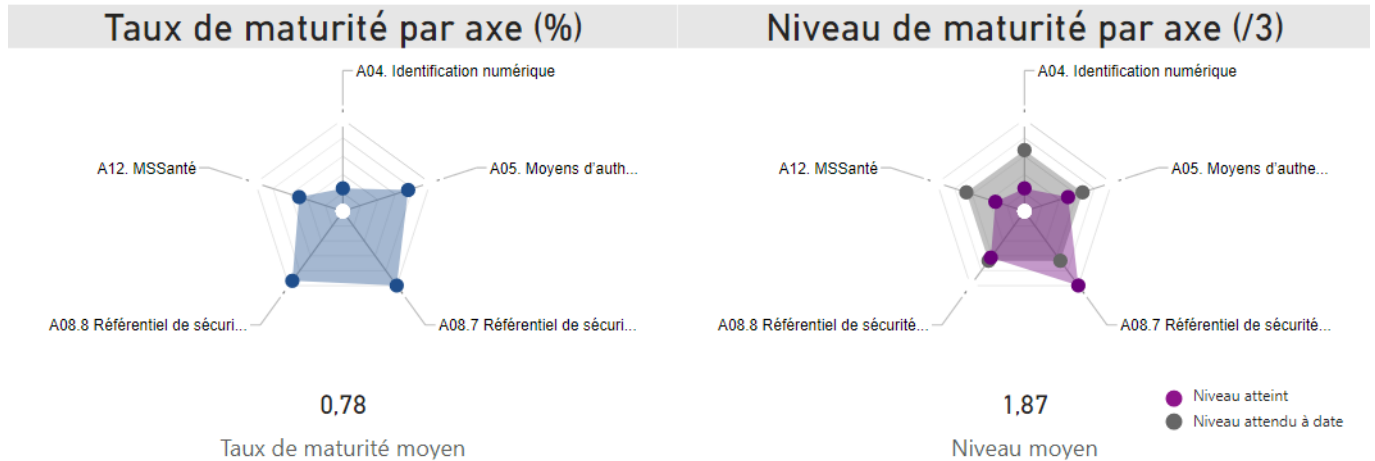 Taux de maturité par axe (%)
A04. Identification numérique
A12. MSSanté
A05. Moyens d'auth...
A08.8 Référentiel de sécuri...
A08.7 Référentiel de sécuri...
0,78
Taux de maturité moyen
Niveau de maturité par axe (/3)
A04. Identification numérique
A12. MSSanté
A05. Moyens d'authe...
A08.8 Référentiel de sécurité...
A08.7 Référentiel de sécurité...
1,87
Niveau moyen
Niveau atteint
Niveau attendu à date